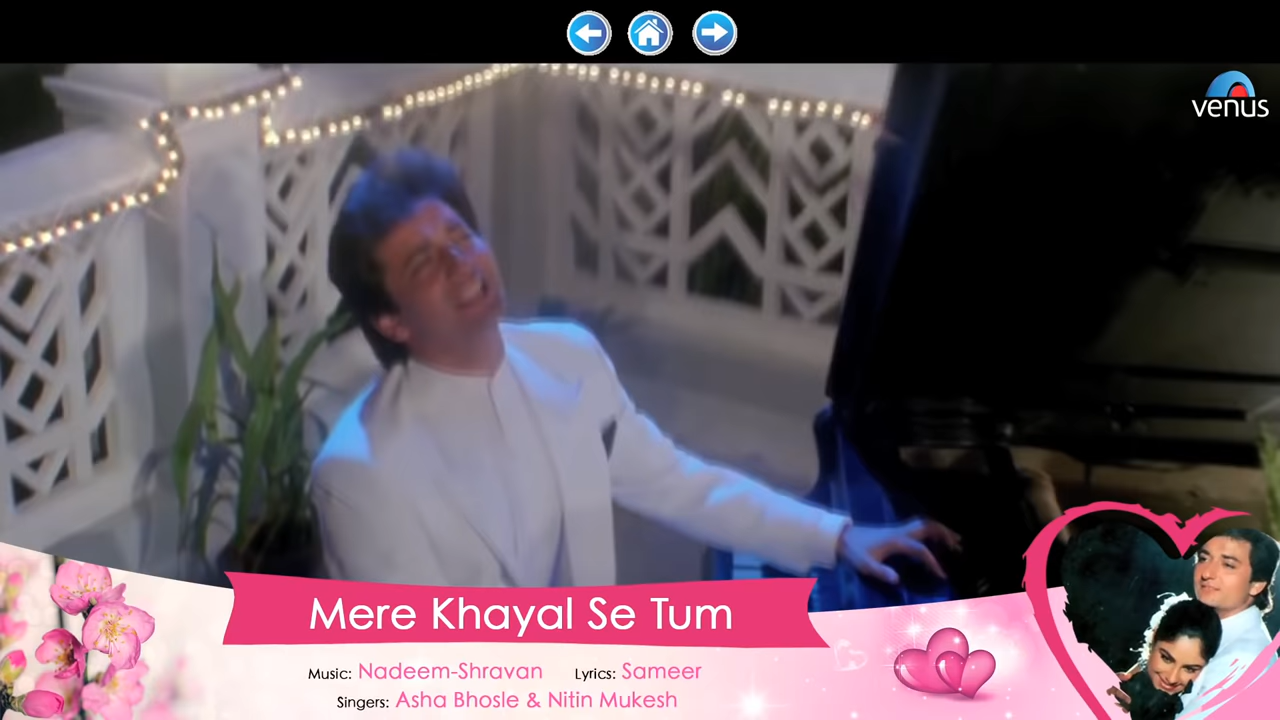 venus
Mere Khayal Se Tum
Music: Nadeem-Shravan Lyrics: Sameer
Singers: Asha Bhosle & Nitin Mukesh